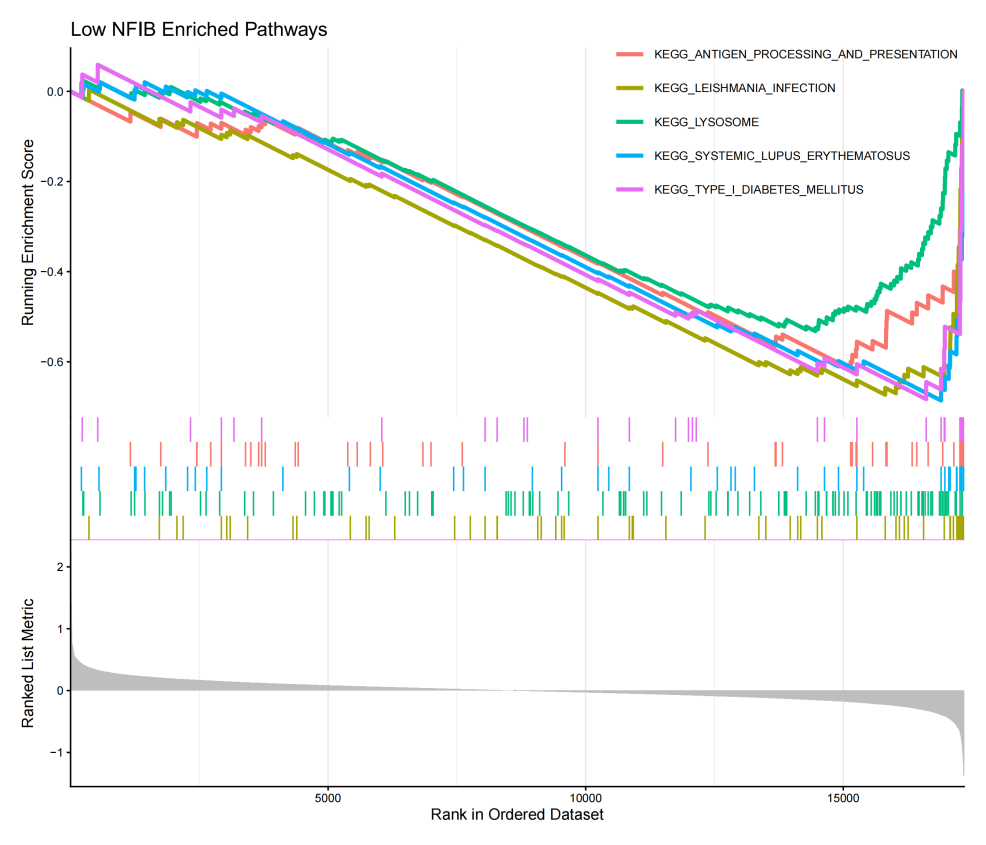 Low NFIB Enriched Pathways
KEGG_ANTIGEN_PROCESSING_AND_PRESENTATION
KEGG_LEISHMANIA_INFECTION
KEGG_LYSOSOME
KEGG_SYSTEMIC_LUPUS_ERYTHEMATOSUS
KEGG_TYPE_I_DIABETES_MELLITUS
Running Enrichment Score
0.0
−0.2
−0.4
−0.6
Ranked List Metric
2
1
0
−1
5000
10000
15000
Rank in Ordered Dataset